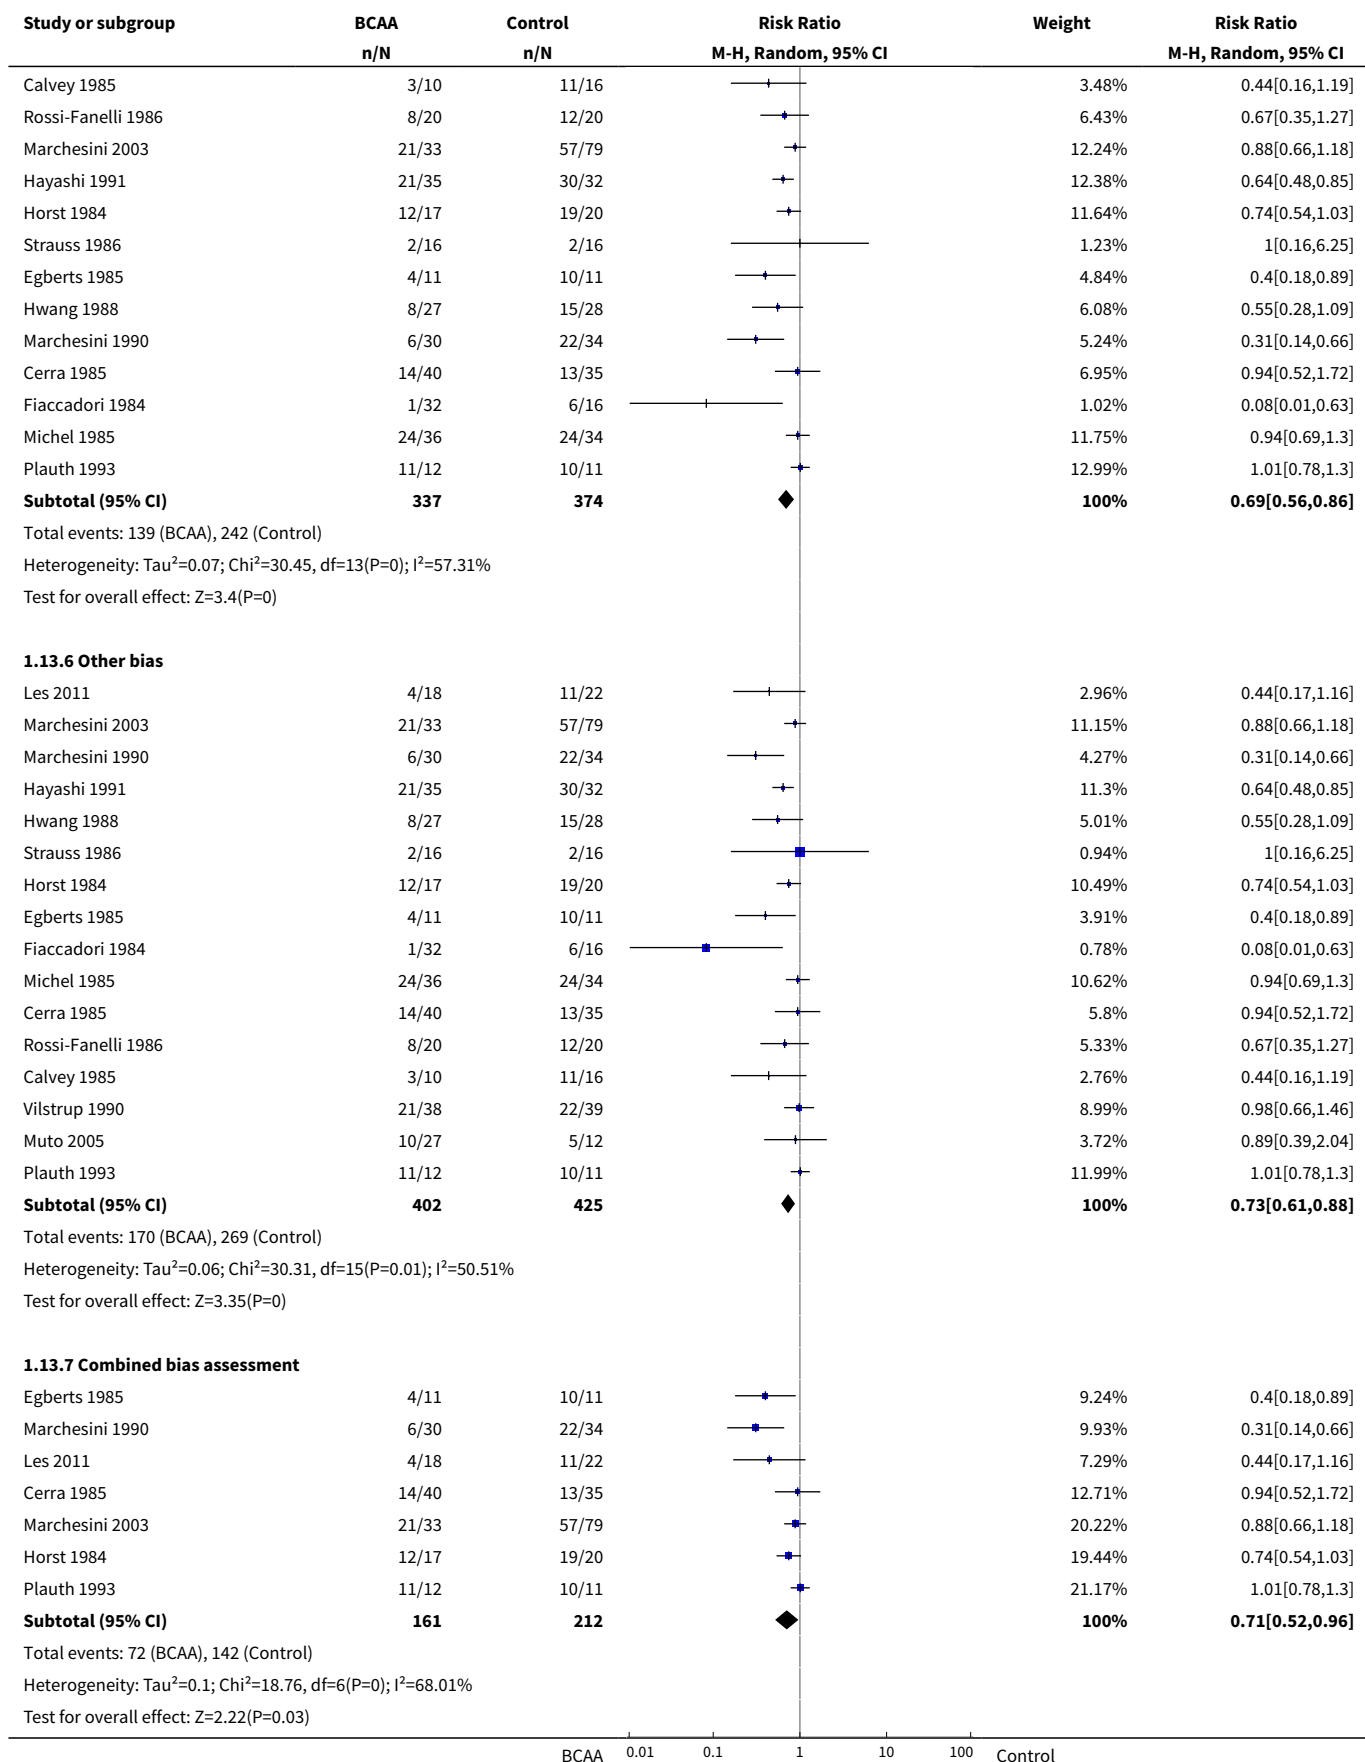 Study or subgroup BCAA Control Risk Ratio Weight Risk Ratio
n/N n/N M-H, Random, 95% CI M-H, Random, 95% CI
Calvey 1985 3/10 11/16 3.48% 0.44[0.16,1.19]
Rossi-Fanelli 1986 8/20 12/20 6.43% 0.67[0.35,1.27]
Marchesini 2003 21/33 57/79 12.24% 0.88[0.66,1.18]
Hayashi 1991 21/35 30/32 12.38% 0.64[0.48,0.85]
Horst 1984 12/17 19/20 11.64% 0.74[0.54,1.03]
Strauss 1986 2/16 2/16 1.23% 1[0.16,6.25]
Egberts 1985 4/11 10/11 4.84% 0.4[0.18,0.89]
Hwang 1988 8/27 15/28 6.08% 0.55[0.28,1.09]
Marchesini 1990 6/30 22/34 5.24% 0.31[0.14,0.66]
Cerra 1985 14/40 13/35 6.95% 0.94[0.52,1.72]
Fiaccadori 1984 1/32 6/16 1.02% 0.08[0.01,0.63]
Michel 1985 24/36 24/34 11.75% 0.94[0.69,1.3]
Plauth 1993 11/12 10/11 12.99% 1.01[0.78,1.3]
Subtotal (95% CI) 337 374 100% 0.69[0.56,0.86]
Total events: 139 (BCAA), 242 (Control)
Heterogeneity: Tau²=0.07; Chi²=30.45, df=13(P=0); I²=57.31%
Test for overall effect: Z=3.4(P=0)
1.13.6 Other bias
Les 2011 4/18 11/22 2.96% 0.44[0.17,1.16]
Marchesini 2003 21/33 57/79 11.15% 0.88[0.66,1.18]
Marchesini 1990 6/30 22/34 4.27% 0.31[0.14,0.66]
Hayashi 1991 21/35 30/32 11.3% 0.64[0.48,0.85]
Hwang 1988 8/27 15/28 5.01% 0.55[0.28,1.09]
Strauss 1986 2/16 2/16 0.94% 1[0.16,6.25]
Horst 1984 12/17 19/20 10.49% 0.74[0.54,1.03]
Egberts 1985 4/11 10/11 3.91% 0.4[0.18,0.89]
Fiaccadori 1984 1/32 6/16 0.78% 0.08[0.01,0.63]
Michel 1985 24/36 24/34 10.62% 0.94[0.69,1.3]
Cerra 1985 14/40 13/35 5.8% 0.94[0.52,1.72]
Rossi-Fanelli 1986 8/20 12/20 5.33% 0.67[0.35,1.27]
Calvey 1985 3/10 11/16 2.76% 0.44[0.16,1.19]
Vilstrup 1990 21/38 22/39 8.99% 0.98[0.66,1.46]
Muto 2005 10/27 5/12 3.72% 0.89[0.39,2.04]
Plauth 1993 11/12 10/11 11.99% 1.01[0.78,1.3]
Subtotal (95% CI) 402 425 100% 0.73[0.61,0.88]
Total events: 170 (BCAA), 269 (Control)
Heterogeneity: Tau²=0.06; Chi²=30.31, df=15(P=0.01); I²=50.51%
Test for overall effect: Z=3.35(P=0)
1.13.7 Combined bias assessment
Egberts 1985 4/11 10/11 9.24% 0.4[0.18,0.89]
Marchesini 1990 6/30 22/34 9.93% 0.31[0.14,0.66]
Les 2011 4/18 11/22 7.29% 0.44[0.17,1.16]
Cerra 1985 14/40 13/35 12.71% 0.94[0.52,1.72]
Marchesini 2003 21/33 57/79 20.22% 0.88[0.66,1.18]
Horst 1984 12/17 19/20 19.44% 0.74[0.54,1.03]
Plauth 1993 11/12 10/11 21.17% 1.01[0.78,1.3]
Subtotal (95% CI) 161 212 100% 0.71[0.52,0.96]
Total events: 72 (BCAA), 142 (Control)
Heterogeneity: Tau²=0.1; Chi²=18.76, df=6(P=0); I²=68.01%
Test for overall effect: Z=2.22(P=0.03)
BCAA 0.01 0.1 1 10 100 Control